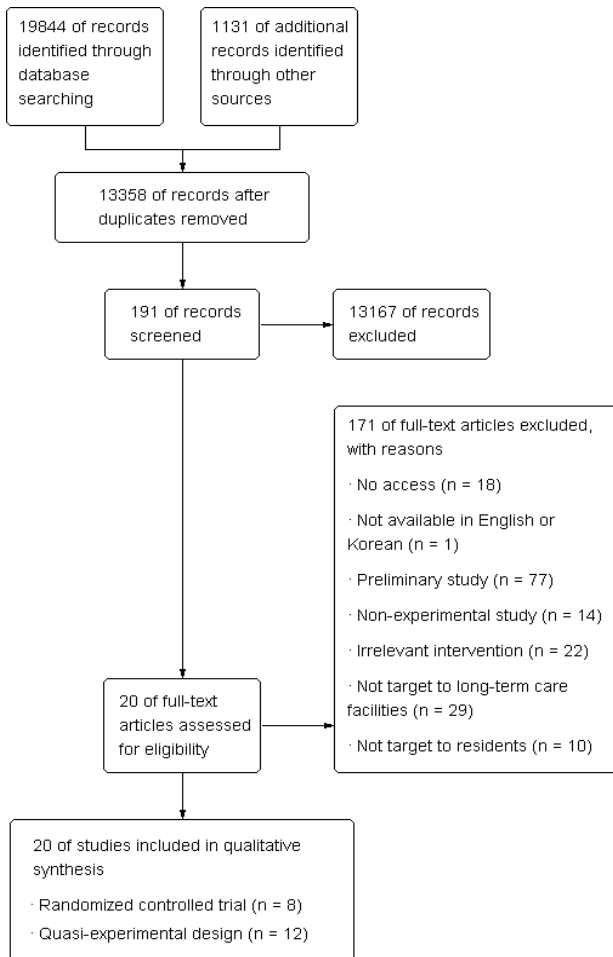 19844 of records
identified through
database
searching
1131 of additional
records identified
through other
sources
13358 of records after
duplicates removed
191 of records
screened
13167 of records
excluded
171 of full-text articles excluded,
with reasons
· No access (n = 18)
· Not available in English or
Korean (n = 1)
· Preliminary study (n = 77)
· Non-experimental study (n = 14)
· Irrelevant intervention (n = 22)
· Not target to long-term care
facilities (n = 29)
· Not target to residents (n = 10)
20 of full-text
articles assessed
for eligibility
20 of studies included in qualitative
synthesis
· Randomized controlled trial (n = 8)
· Quasi-experimental design (n = 12)